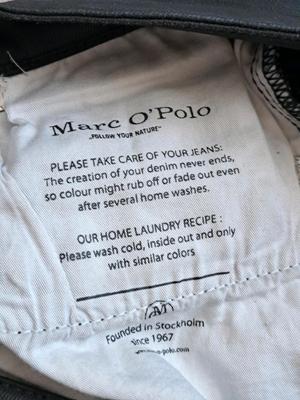 Marc O'Polo
„FOLLOW YOUR NATURE"
PLEASE TAKE CARE OF YOUR JEANS:
The creation of your denim never ends,
so colour might rub off or fade out even
after several home washes.
OUR HOME LAUNDRY RECIPE :
Please wash cold, inside out and only
with similar colors
Founded in Stockholm
since 1967